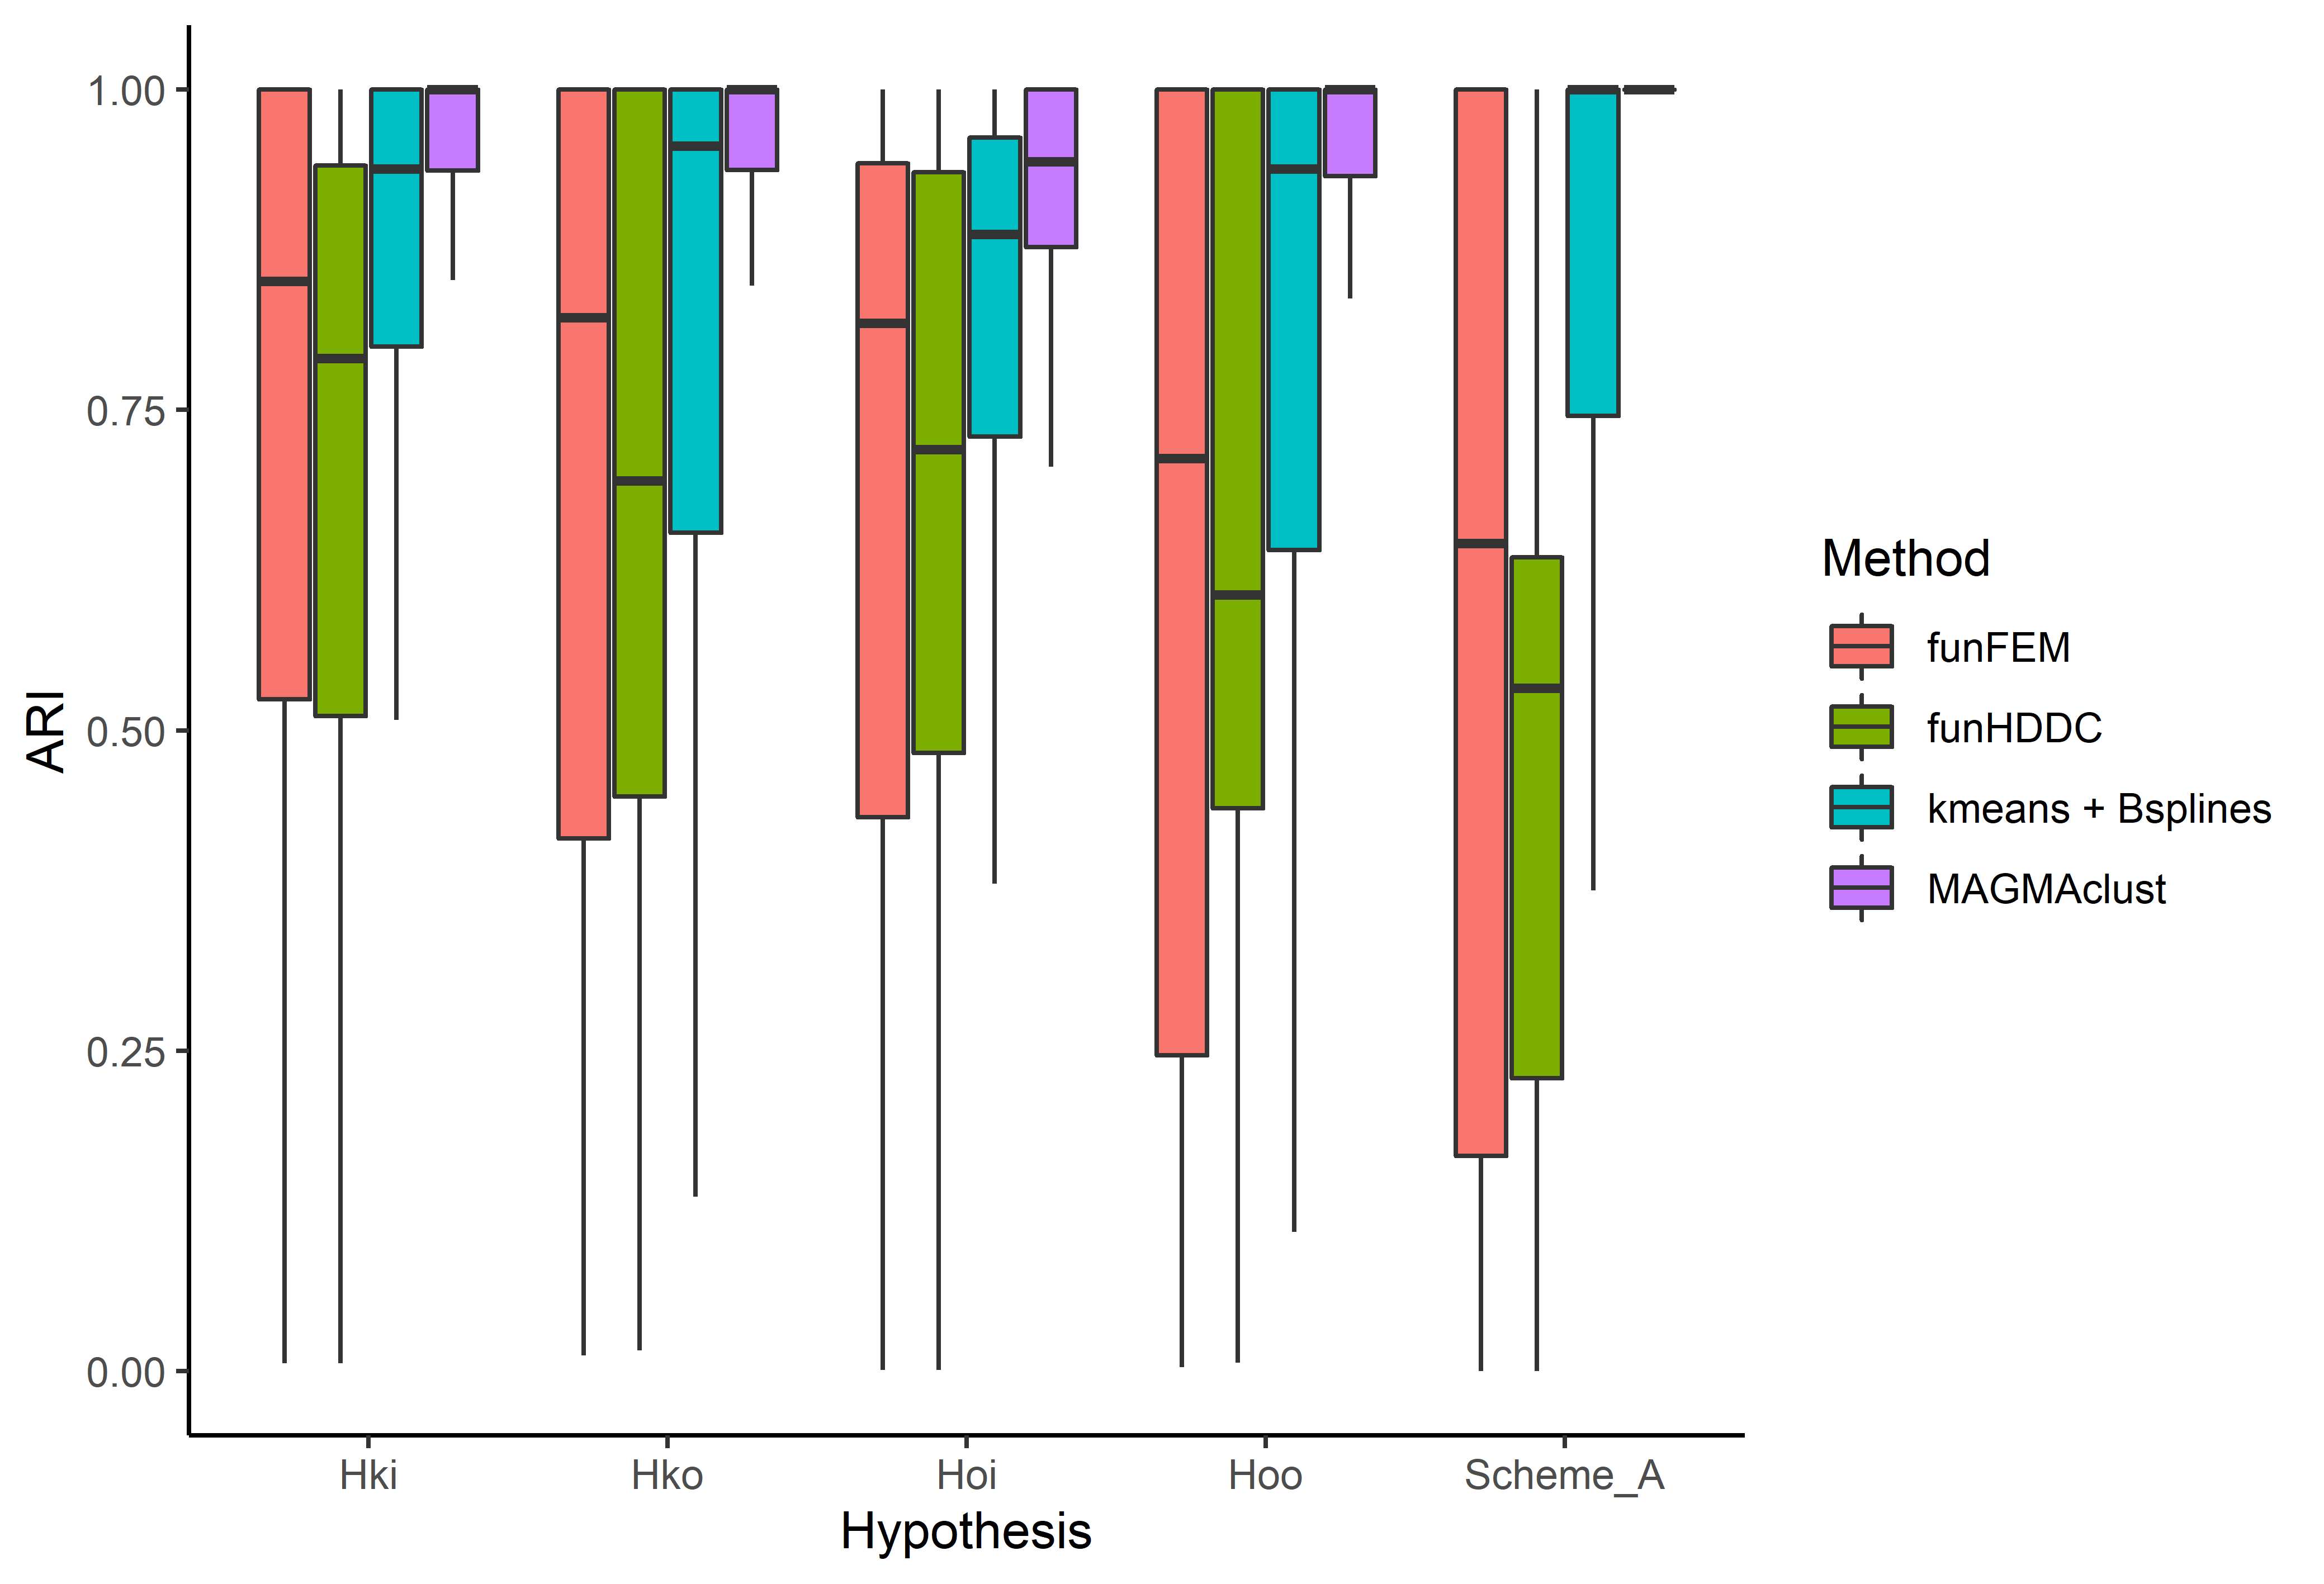 1.00
0.75
0.50
0.25
0.00
ARI
Hki
Hko
Hoi
Hoo
Scheme_A
Hypothesis
Method
funFEM
funHDDC
kmeans + Bsplines
MAGMAclust